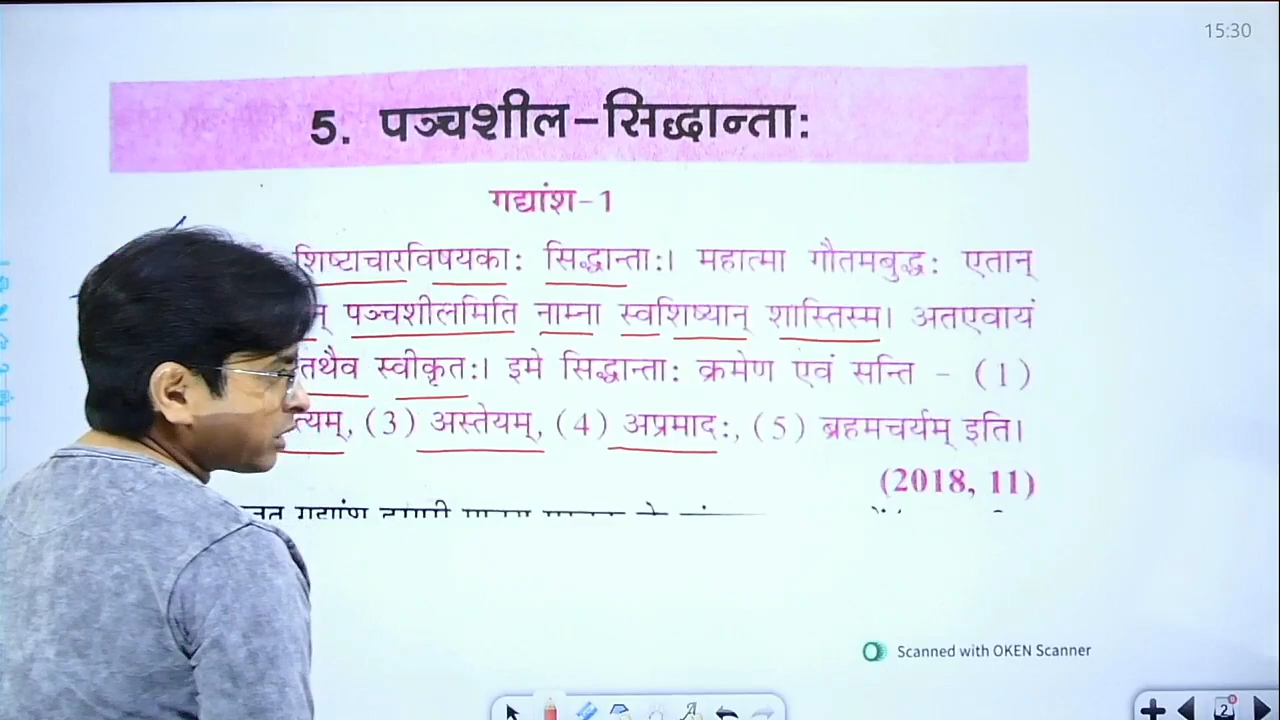 15:30
5. पञ्चशील-सिद्धान्ताः
गद्यांश-1
शिष्टाचारविषयकाः सिद्धान्ताः। महात्मा गौतमबुद्धः एतान्
पञ्चशीलमिति नाम्ना स्वशिष्यान् शास्तिस्म। अतएवायं
तथैव स्वीकृतः। इमे सिद्धान्ताः क्रमेण एवं सन्ति - (1)
(3) अस्तेयम्, (4) अप्रमादः, (5) ब्रहमचर्यम् इति।
(2018, 11)
Scanned with OKEN Scanner
2